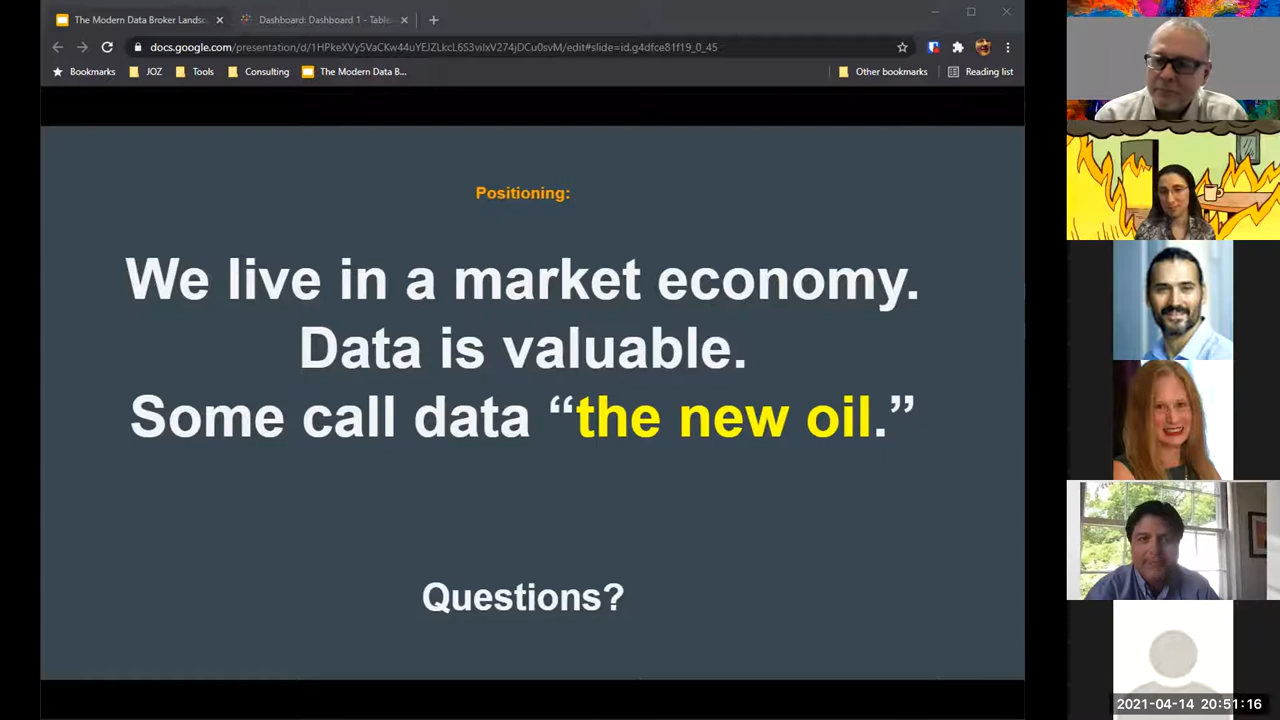 The Modern Data Broker Landsc
Dashboard: Dashboard 1 - Table
docs.google.com/presentation/d/1HPkeXVy5VaCKw44uYEJZLkcL6S3vilxV274jDCu0svM/edit#slide=id.g4dfce81f19_0_45
Bookmarks
JOZ
Tools
Consulting
The Modern Data B...
Other bookmarks
Reading list
Positioning:
We live in a market economy.
Data is valuable.
Some call data “the new oil.”
Questions?
2021-04-14 20:51:16